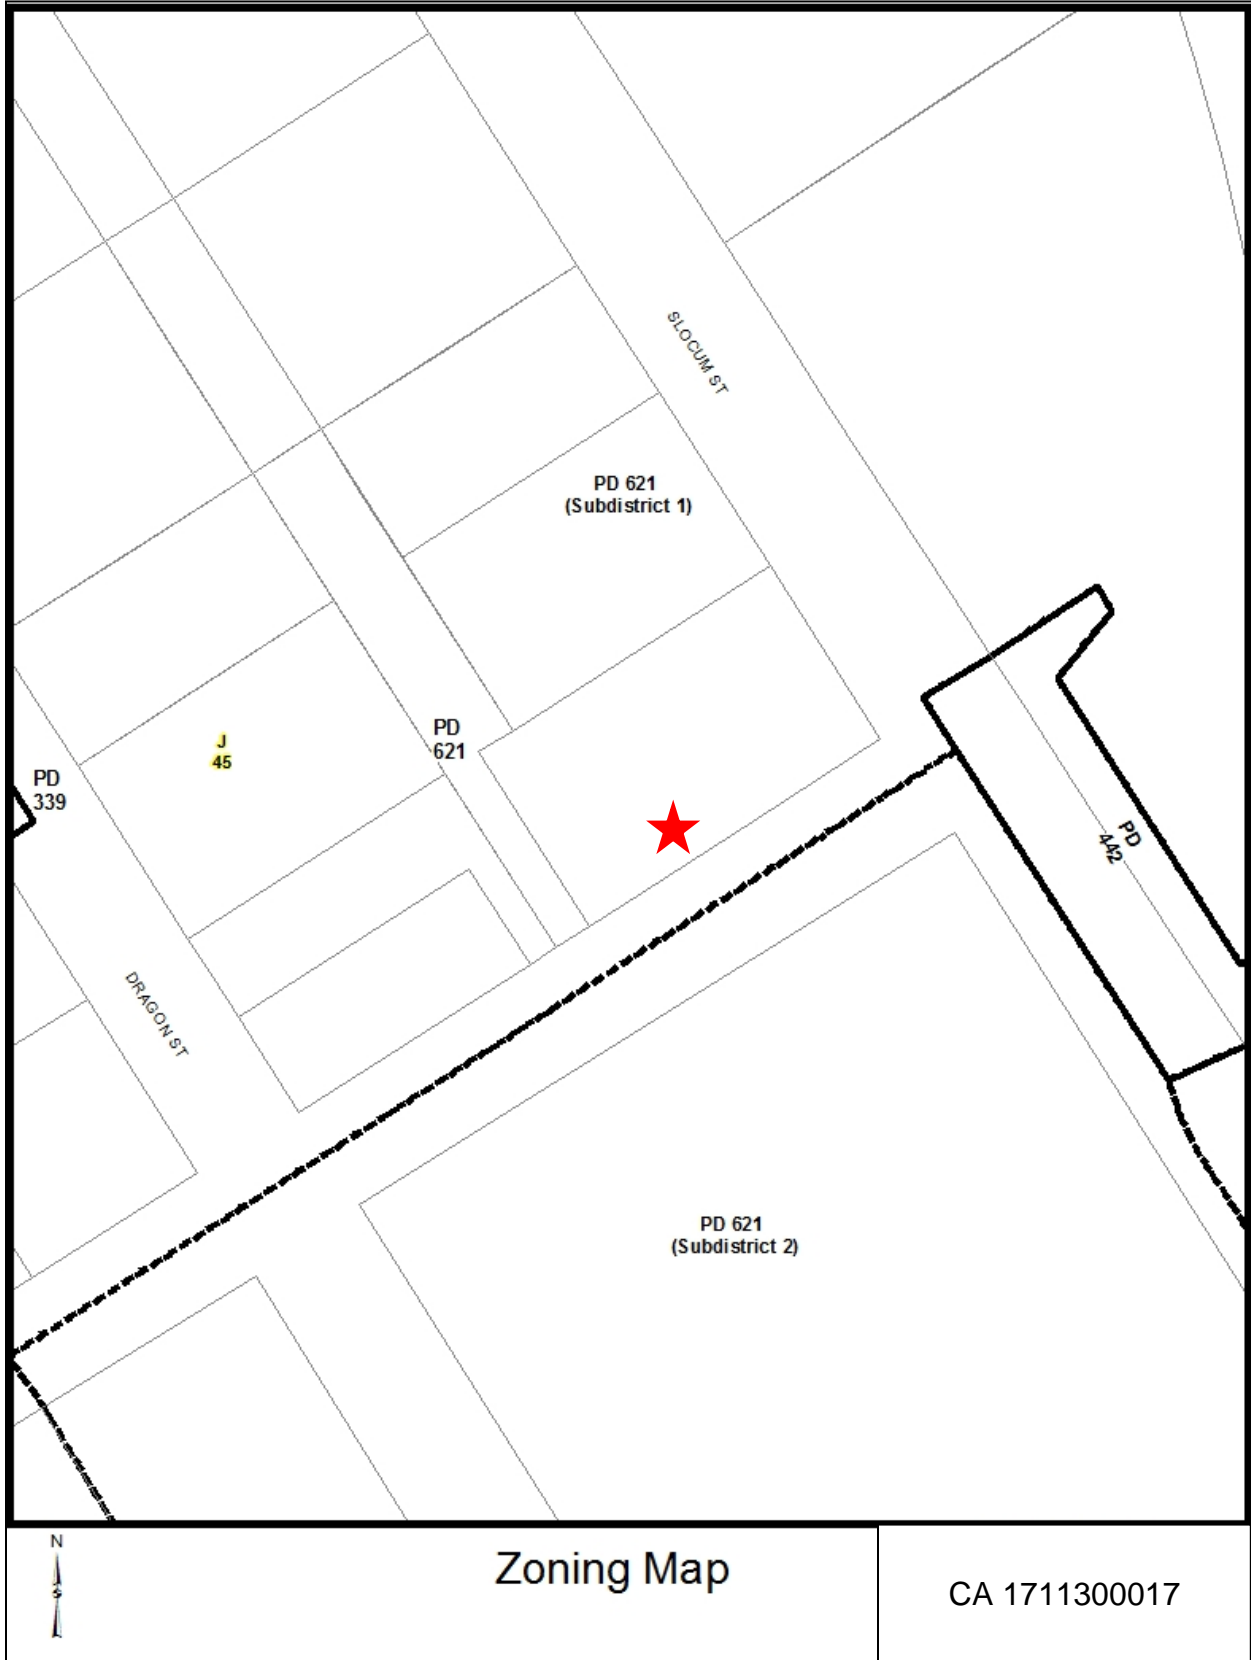 SLOCUM ST
PD 621
(Subdistrict 1)
PD
621
J
45
PD
339
PD
442
DRAGON ST
PD 621
(Subdistrict 2)
N
S
Zoning Map
CA 1711300017